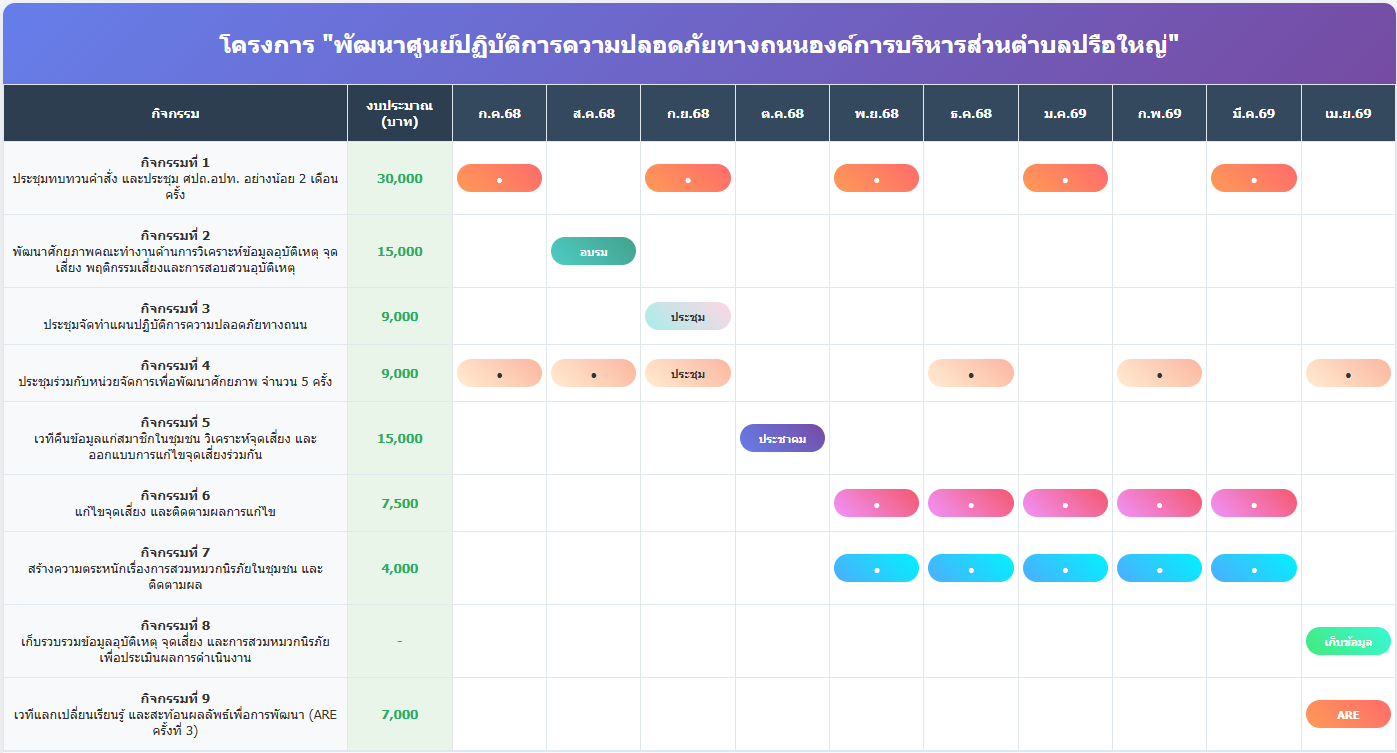 โครงการ "พัฒนาศูนย์ปฏิบัติการความปลอดภัยทางถนนองค์การบริหารส่วนตำบลปรือใหญ่"
กิจกรรม
งบประมาณ
(บาท)
ก.ค.68
ส.ค.68
ก.ย.68
ต.ค.68
พ.ย.68
ธ.ค.68
ม.ค.69
ก.พ.69
มี.ค.69
เม.ย.69
กิจกรรมที่ 1
ประชุมทบทวนคำสั่ง และประชุม ศปถ.อปท. อย่างน้อย 2 เดือน
ครั้ง
30,000
•
•
•
•
•
กิจกรรมที่ 2
พัฒนาศักยภาพคณะทำงานด้านการวิเคราะห์ข้อมูลอุบัติเหตุ จุด
เสี่ยง พฤติกรรมเสี่ยงและการสอบสวนอุบัติเหตุ
15,000
อบรม
กิจกรรมที่ 3
ประชุมจัดทำแผนปฏิบัติการความปลอดภัยทางถนน
9,000
ประชุม
กิจกรรมที่ 4
ประชุมร่วมกับหน่วยจัดการเพื่อพัฒนาศักยภาพ จำนวน 5 ครั้ง
9,000
•
•
ประชุม
•
•
•
กิจกรรมที่ 5
เวทีคืนข้อมูลแก่สมาชิกในชุมชน วิเคราะห์จุดเสี่ยง และ
ออกแบบการแก้ไขจุดเสี่ยงร่วมกัน
15,000
ประชาคม
กิจกรรมที่ 6
แก้ไขจุดเสี่ยง และติดตามผลการแก้ไข
7,500
•
•
•
•
•
กิจกรรมที่ 7
สร้างความตระหนักเรื่องการสวมหมวกนิรภัยในชุมชน และ
ติดตามผล
4,000
•
•
•
•
•
กิจกรรมที่ 8
เก็บรวบรวมข้อมูลอุบัติเหตุ จุดเสี่ยง และการสวมหมวกนิรภัย
เพื่อประเมินผลการดำเนินงาน
-
เก็บข้อมูล
กิจกรรมที่ 9
เวทีแลกเปลี่ยนเรียนรู้ และสะท้อนผลลัพธ์เพื่อการพัฒนา (ARE
ครั้งที่ 3)
7,000
ARE